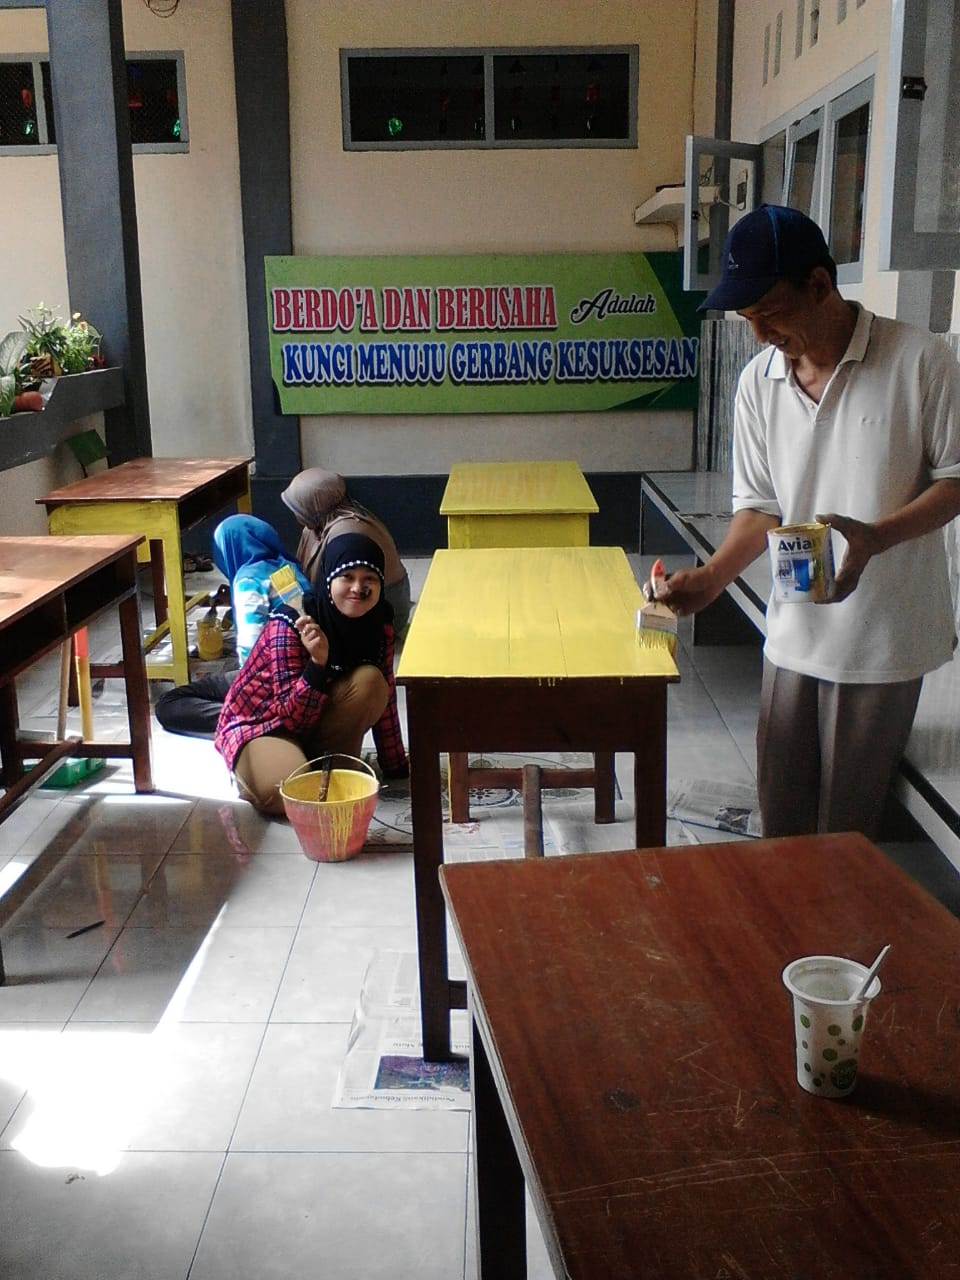 BERDO'A DAN BERUSAHA Adalah
KUNCI MENUJU GERBANG KESUKSESAN
Avian